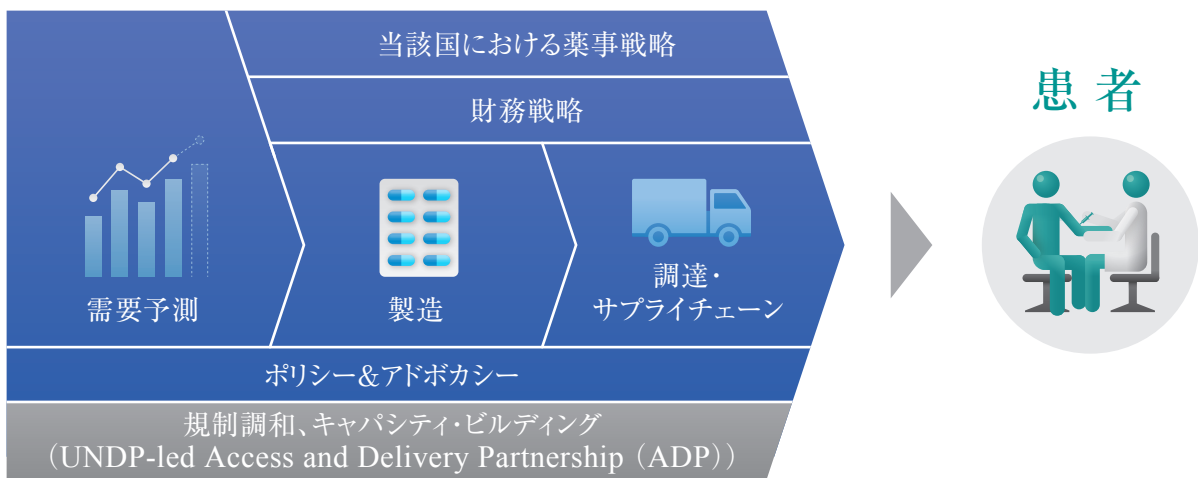 当該国における薬事戦略
財務戦略
患者
需要予測
製造
調達・
サプライチェーン
ポリシー&アドボカシー
規制調和、キャパシティ・ビルディング
（UNDP-led Access and Delivery Partnership（ADP））